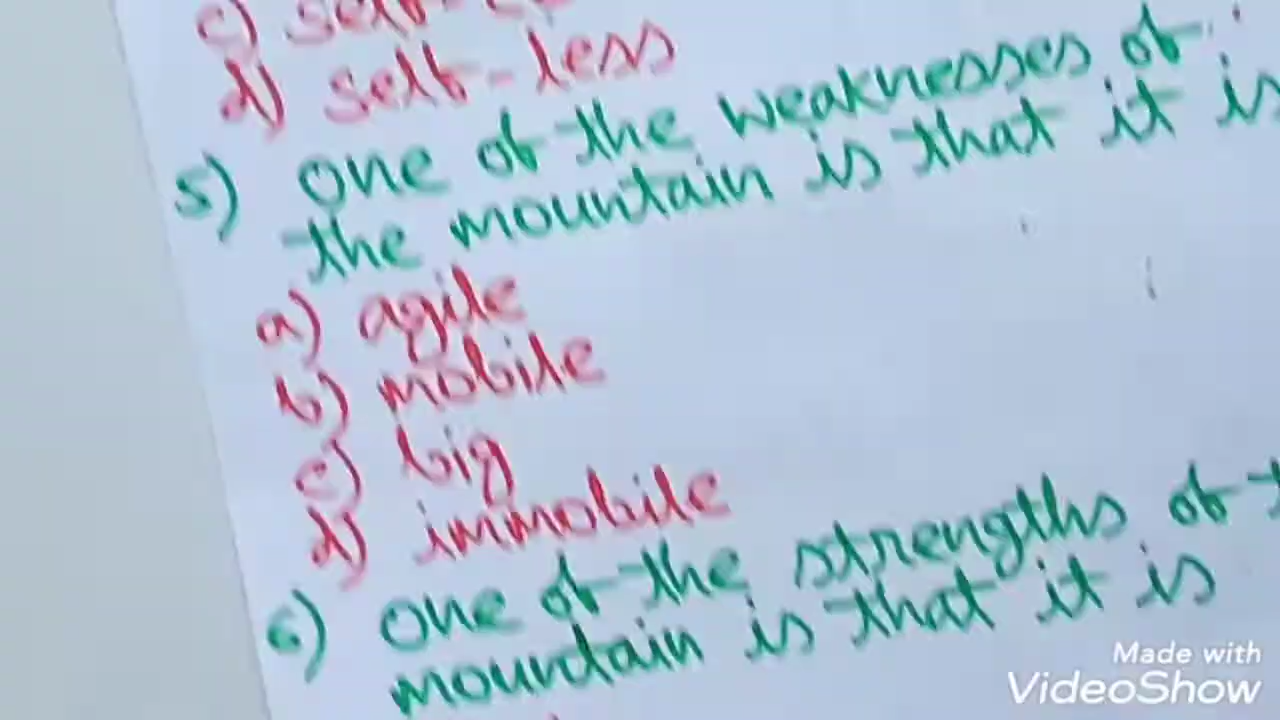 c) self-
d) self-less
5) one of the weaknesses of
the mountain is that it is
a) agile
b) mobile
c) big
d) immobile
6) one of the strengths of
mountain is that it is
Made with
VideoShow